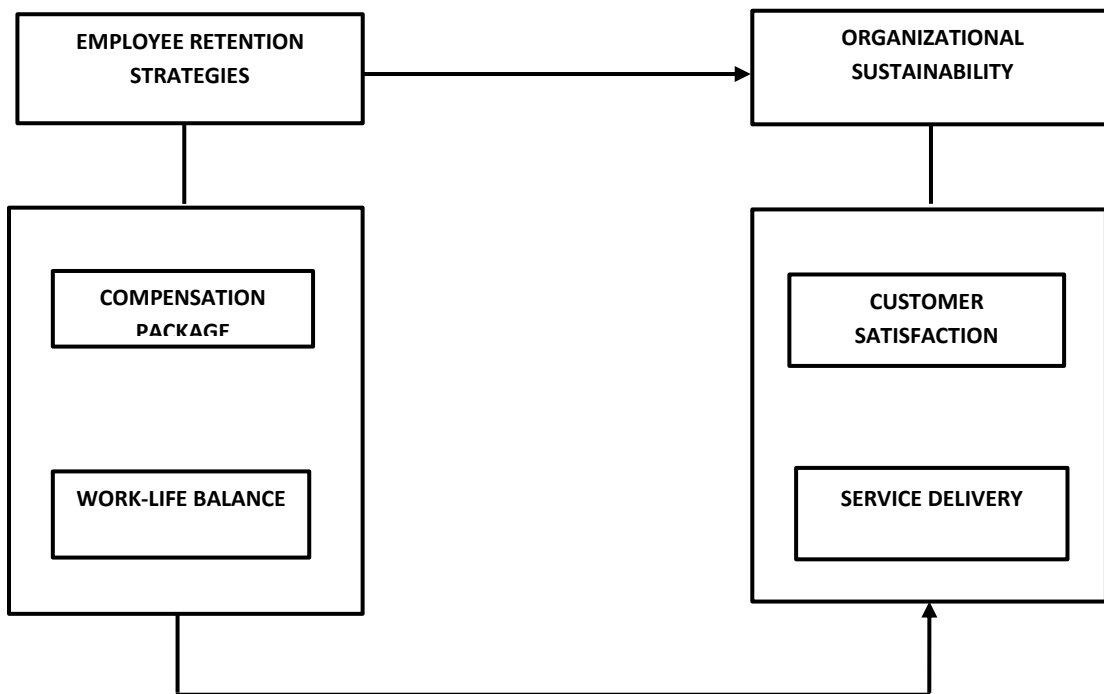 EMPLOYEE RETENTION
STRATEGIES
ORGANIZATIONAL
SUSTAINABILITY
COMPENSATION
PACKAGE
CUSTOMER
SATISFACTION
WORK-LIFE BALANCE
SERVICE DELIVERY